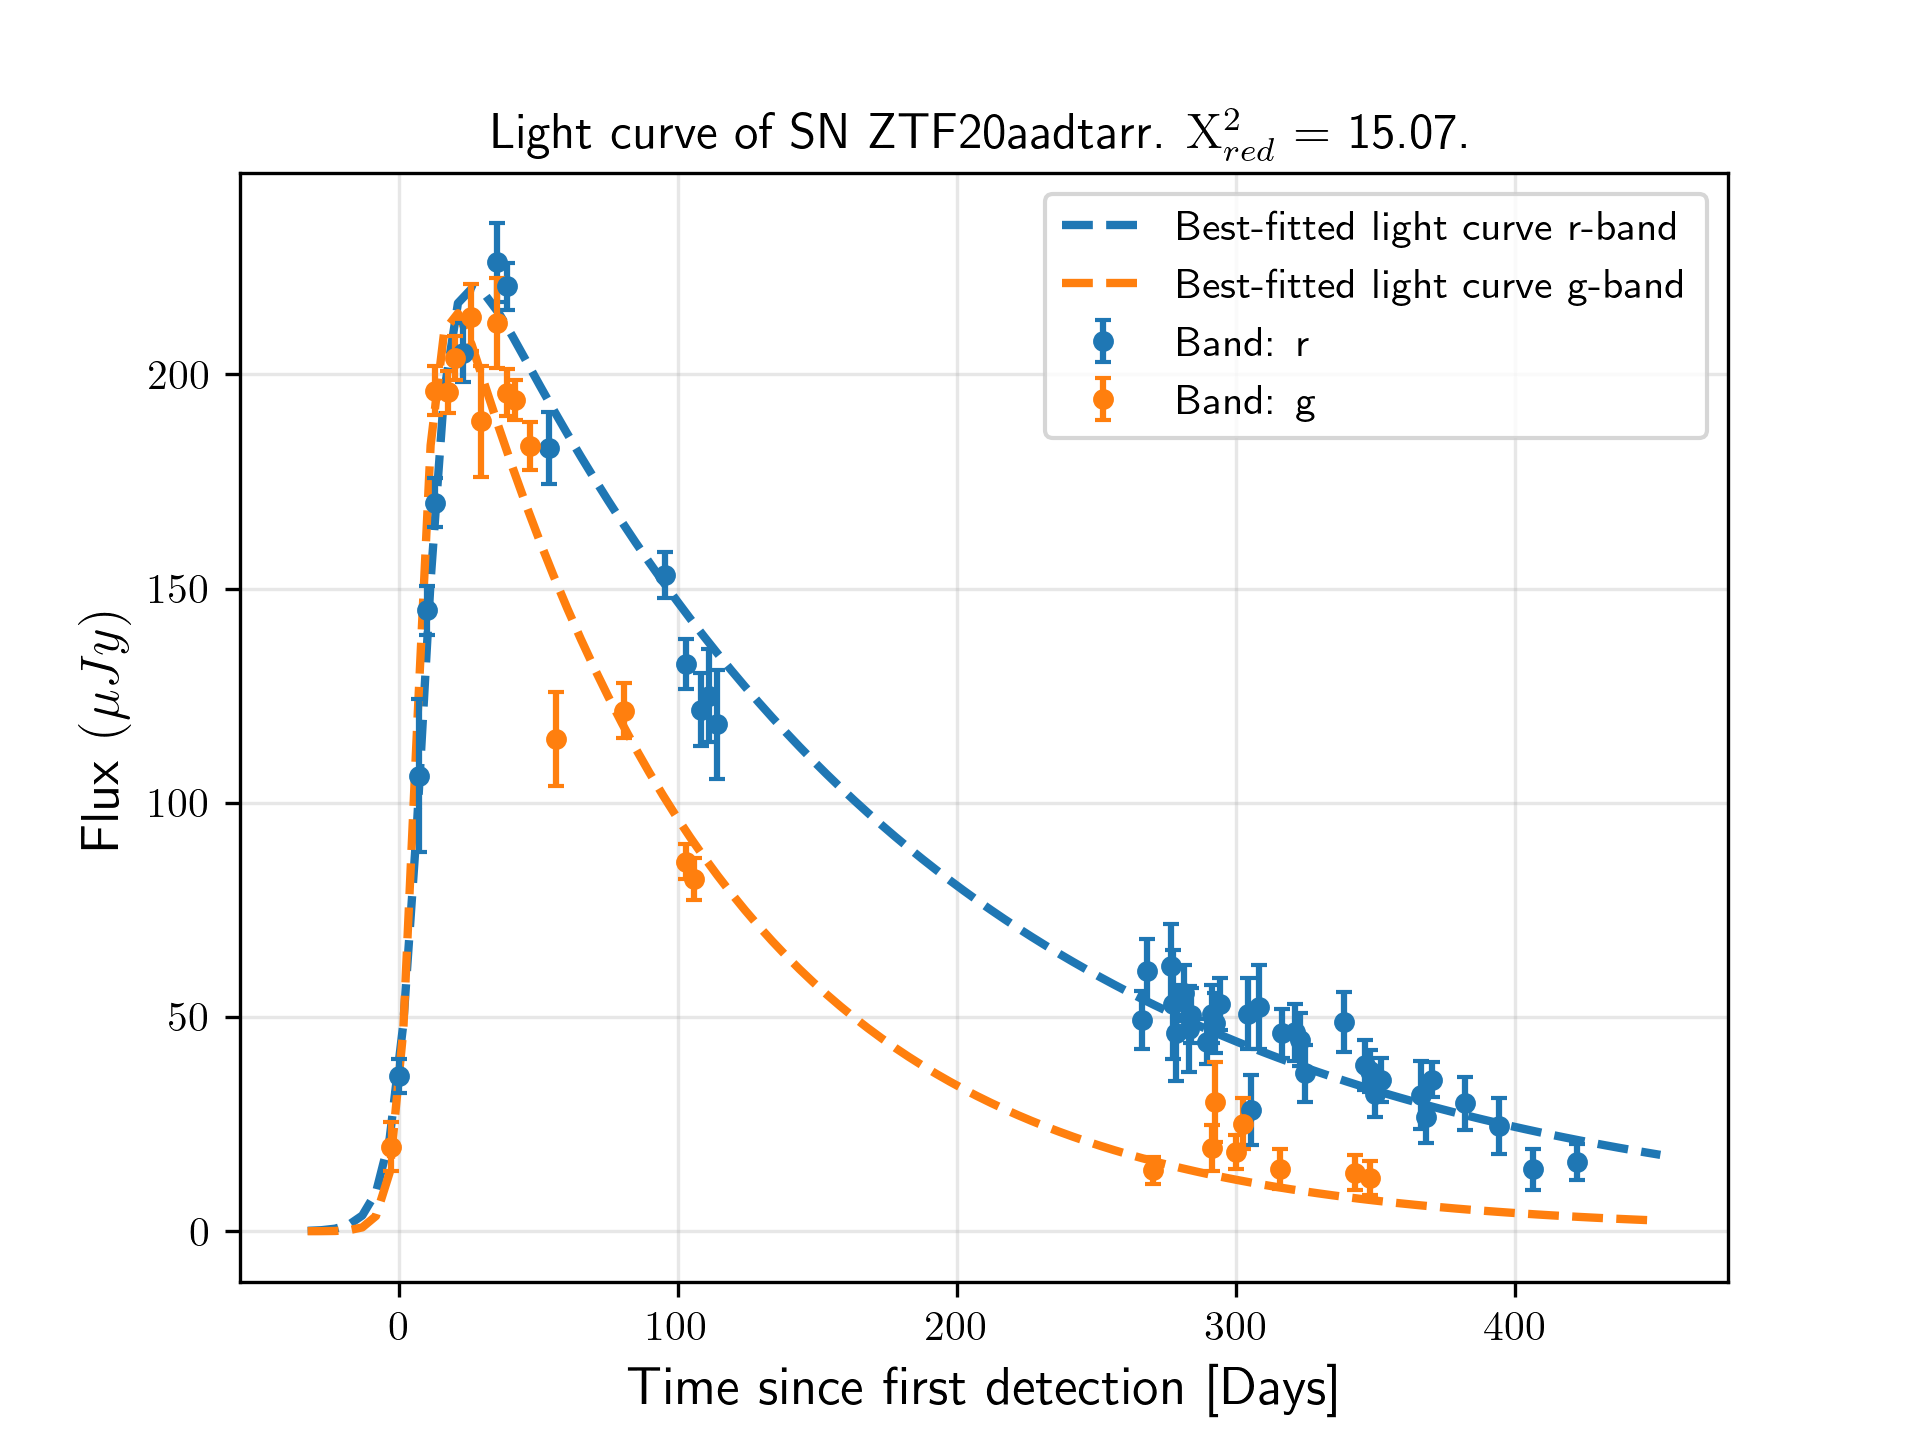 Light curve of SN ZTF20aadtarr. X²_red = 15.07.
Best-fitted light curve r-band
Best-fitted light curve g-band
Band: r
Band: g
Flux (μJy)
200
150
100
50
0
0 100 200 300 400
Time since first detection [Days]